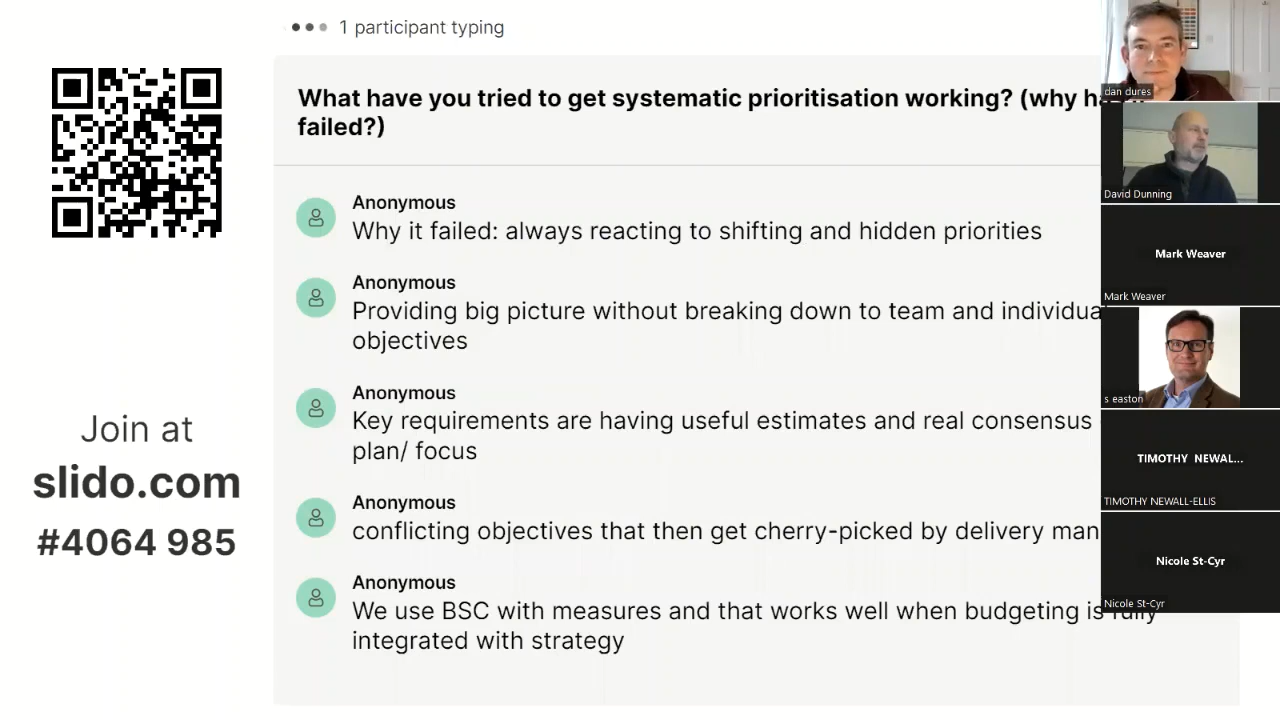 1 participant typing
What have you tried to get systematic prioritisation working? (why
failed?)
Anonymous
Why it failed: always reacting to shifting and hidden priorities
Anonymous
Providing big picture without breaking down to team and
objectives
Anonymous
Key requirements are having useful estimates and real consensus
plan/ focus
Anonymous
conflicting objectives that then get cherry-picked by delivery
Anonymous
We use BSC with measures and that works well when budgeting is fully
integrated with strategy
Join at
slido.com
#4064 985
dan dures
David Dunning
Mark Weaver
Mark Weaver
s easton
TIMOTHY NEWAL...
TIMOTHY NEWALL-ELLIS
Nicole St-Cyr
Nicole St-Cyr